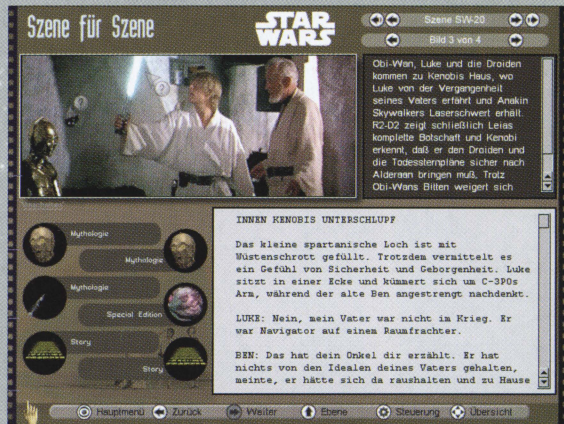 Szene für Szene
STAR WARS
Szene SW-20
Bild 3 von 4
Obi-Wan, Luke und die Droiden
kommen zu Kenobis Haus, wo
Luke von der Vergangenheit
seines Vaters erfährt und Anakin
Skywalkers Laserschwert erhält.
R2-D2 zeigt schließlich Leias
komplette Botschaft und Kenobi
erkennt, daß er den Droiden und
die Todessternpläne sicher nach
Alderaan bringen muß. Trotz
Obi-Wans Bitten weigert sich
Mythologie
Mythologie
Mythologie
Special Edition
Story
Story
INNEN KENOBIS UNTERSCHLUPF
Das kleine spartanische Loch ist mit
Wüstenschrott gefüllt. Trotzdem vermittelt es
ein Gefühl von Sicherheit und Geborgenheit. Luke
sitzt in einer Ecke und kümmert sich um C-3POs
Arm, während der alte Ben angestrengt nachdenkt.
LUKE: Nein, mein Vater war nicht im Krieg. Er
war Navigator auf einem Raumfrachter.
BEN: Das hat dein Onkel dir erzählt. Er hat
nichts von den Idealen deines Vaters gehalten,
meinte, er hätte sich da raushalten und zu Hause
Hauptmenü Zurück Weiter Ebene Steuerung Übersicht